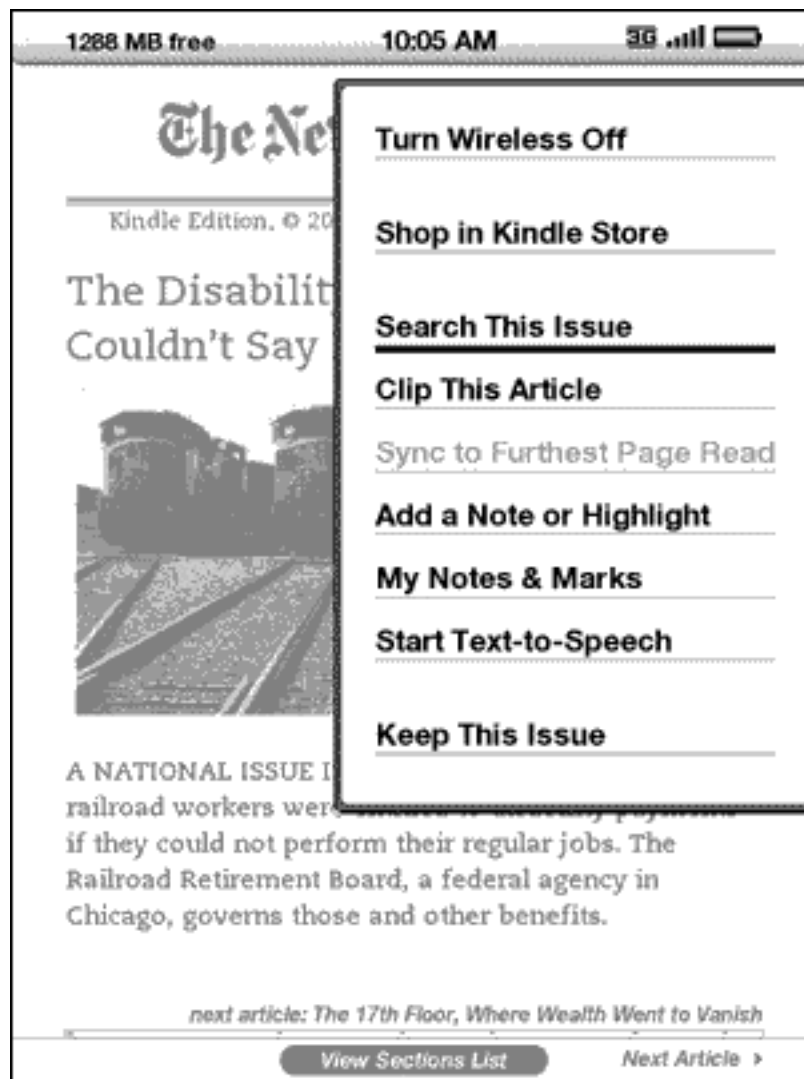 1288 MB free 10:05 AM 3G
The Ne
Kindle Edition, © 20
The Disabilit
Couldn't Say
Turn Wireless Off
Shop in Kindle Store
Search This Issue
Clip This Article
Sync to Furthest Page Read
Add a Note or Highlight
My Notes & Marks
Start Text-to-Speech
Keep This Issue
A NATIONAL ISSUE I
railroad workers were
if they could not perform their regular jobs. The
Railroad Retirement Board, a federal agency in
Chicago, governs those and other benefits.
next article: The 17th Floor, Where Wealth Went to Vanish
View Sections List Next Article ›